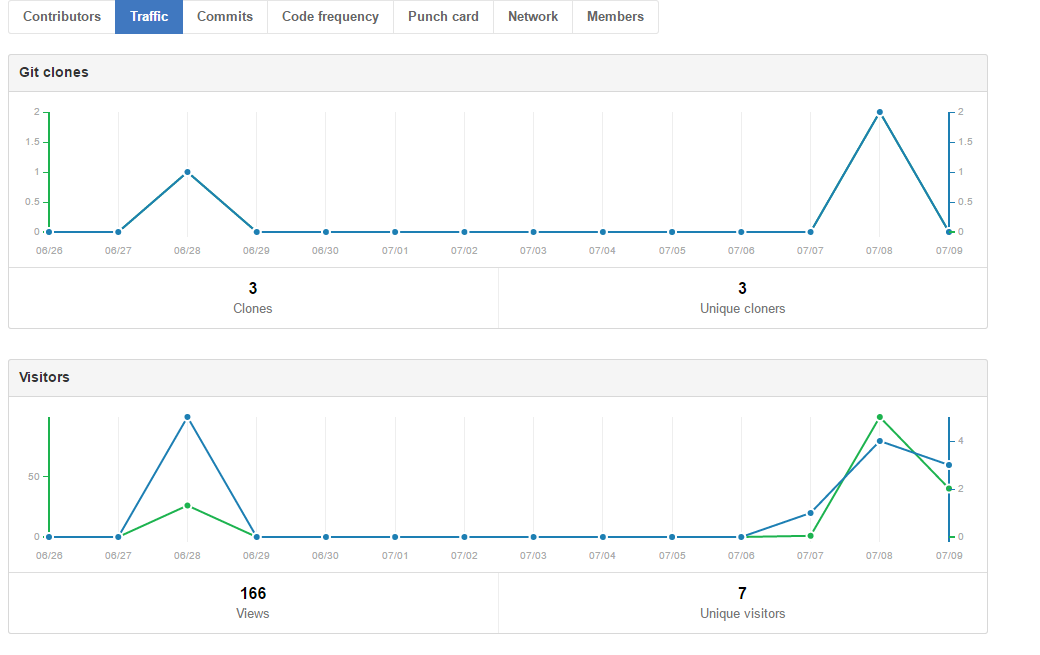 Contributors Traffic Commits Code frequency Punch card Network Members
Git clones
2 2
1.5 1.5
1 1
0.5 0.5
0 0
06/26 06/27 06/28 06/29 06/30 07/01 07/02 07/03 07/04 07/05 07/06 07/07 07/08 07/09
3 3
Clones Unique cloners
Visitors
4
50
2
0 0
06/26 06/27 06/28 06/29 06/30 07/01 07/02 07/03 07/04 07/05 07/06 07/07 07/08 07/09
166 7
Views Unique visitors